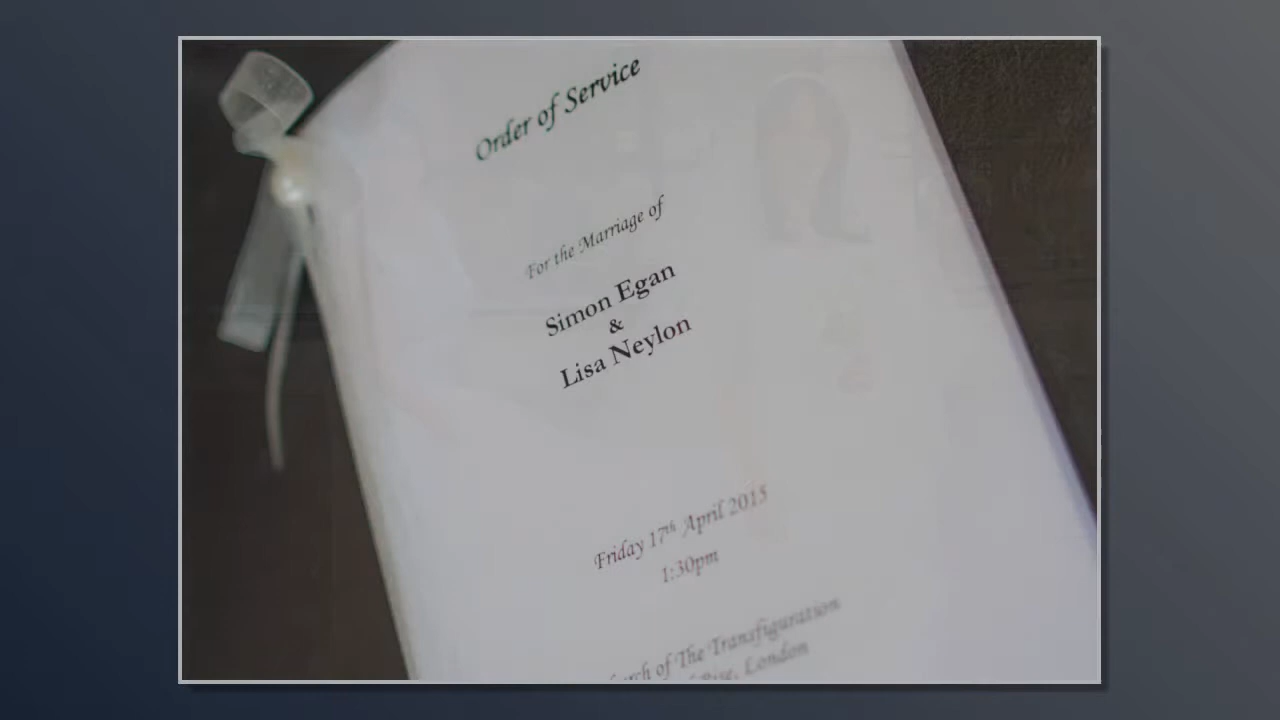 Order of Service
For the Marriage of
Simon Egan
&
Lisa Neylon
Friday 17th April 2015
1:30pm
of The Transfiguration
London